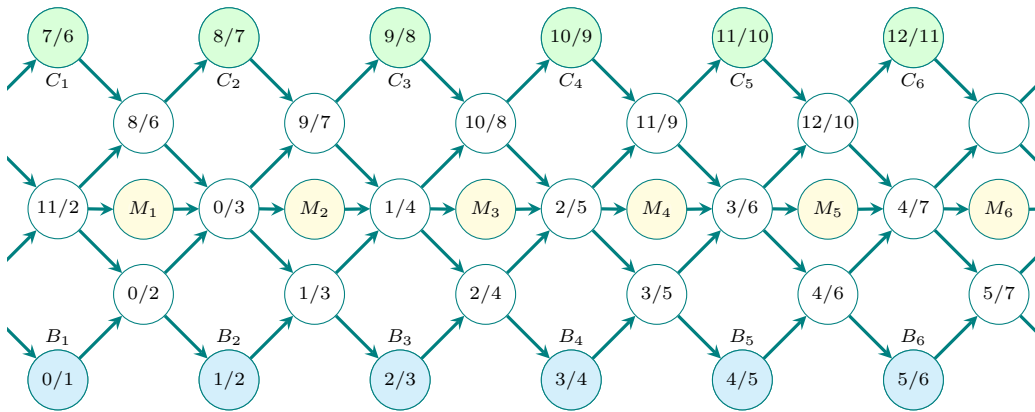 7/6 8/7 9/8 10/9 11/10 12/11
C₁ C₂ C₃ C₄ C₅ C₆
8/6 9/7 10/8 11/9 12/10
11/2 M₁ 0/3 M₂ 1/4 M₃ 2/5 M₄ 3/6 M₅ 4/7 M₆
0/2 1/3 2/4 3/5 4/6 5/7
B₁ B₂ B₃ B₄ B₅ B₆
0/1 1/2 2/3 3/4 4/5 5/6